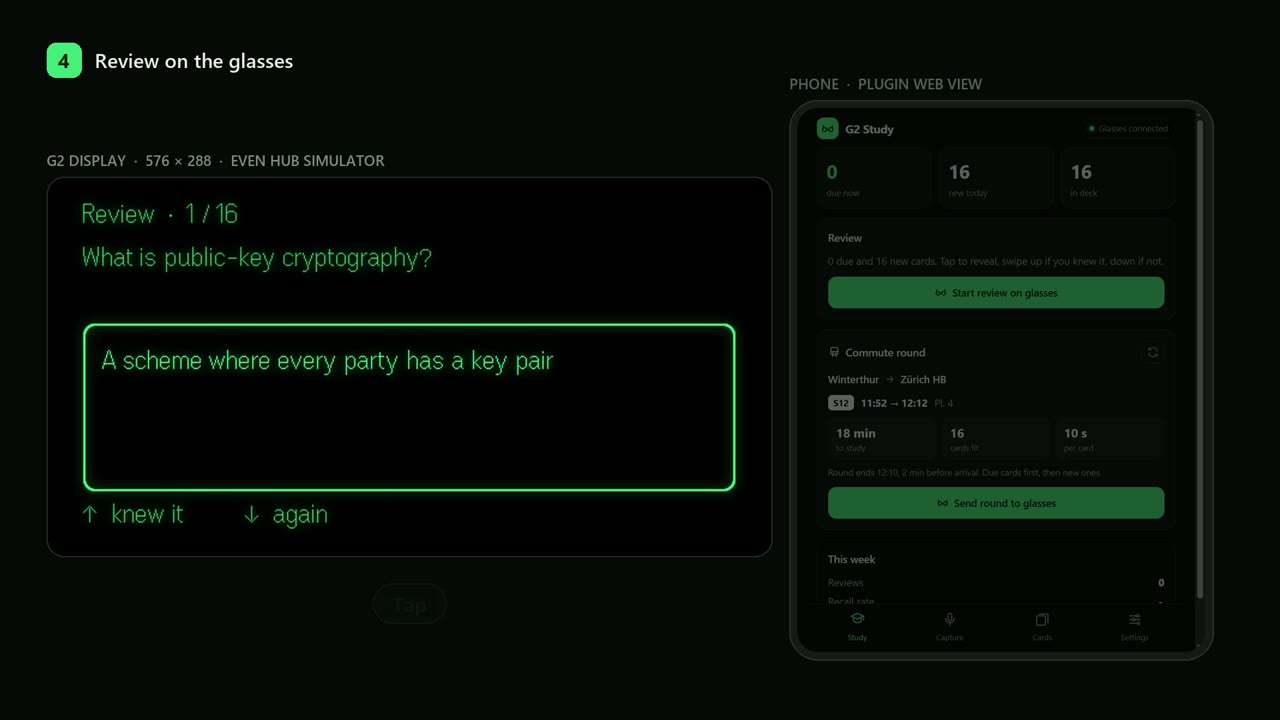 4 Review on the glasses
PHONE · PLUGIN WEB VIEW
G2 DISPLAY · 576 × 288 · EVEN HUB SIMULATOR
Review · 1 / 16
What is public-key cryptography?
A scheme where every party has a key pair
↑ knew it ↓ again
Tap
G2 Study
Glasses connected
0 16 16
due now new today in deck
Review
0 due and 16 new cards. Tap to reveal, swipe up if you knew it, down if not.
Start review on glasses
Commute round
Winterthur → Zürich HB
S12 11:52 → 12:12 Pl. 4
18 min 16 10 s
to study cards fit per card
Round ends 12:10, 2 min before arrival. Due cards first, then new ones.
Send round to glasses
This week
Reviews 0
Recall rate -
Study Capture Cards Settings